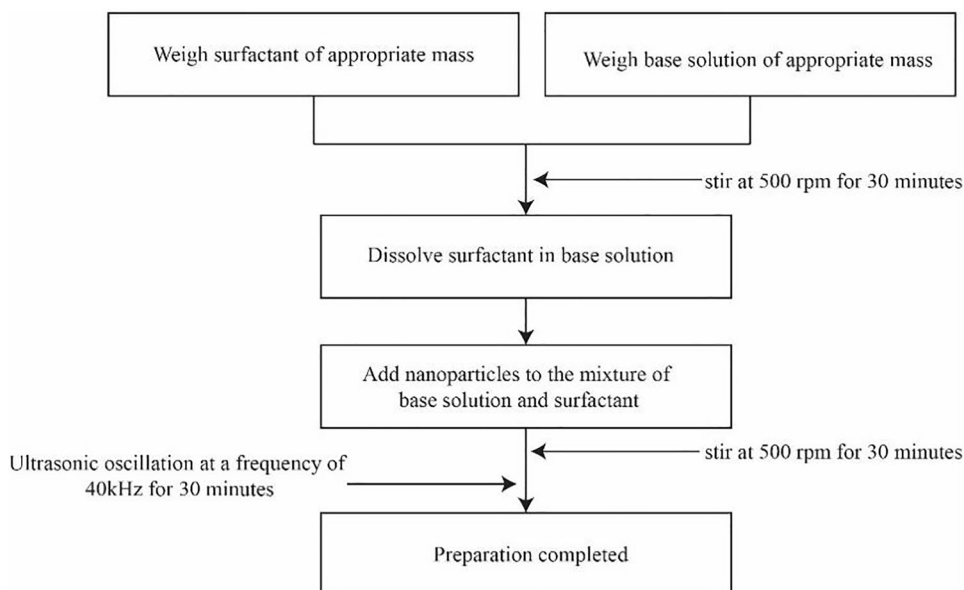 Weigh surfactant of appropriate mass
Weigh base solution of appropriate mass
stir at 500 rpm for 30 minutes
Dissolve surfactant in base solution
Add nanoparticles to the mixture of
base solution and surfactant
stir at 500 rpm for 30 minutes
Ultrasonic oscillation at a frequency of
40kHz for 30 minutes
Preparation completed